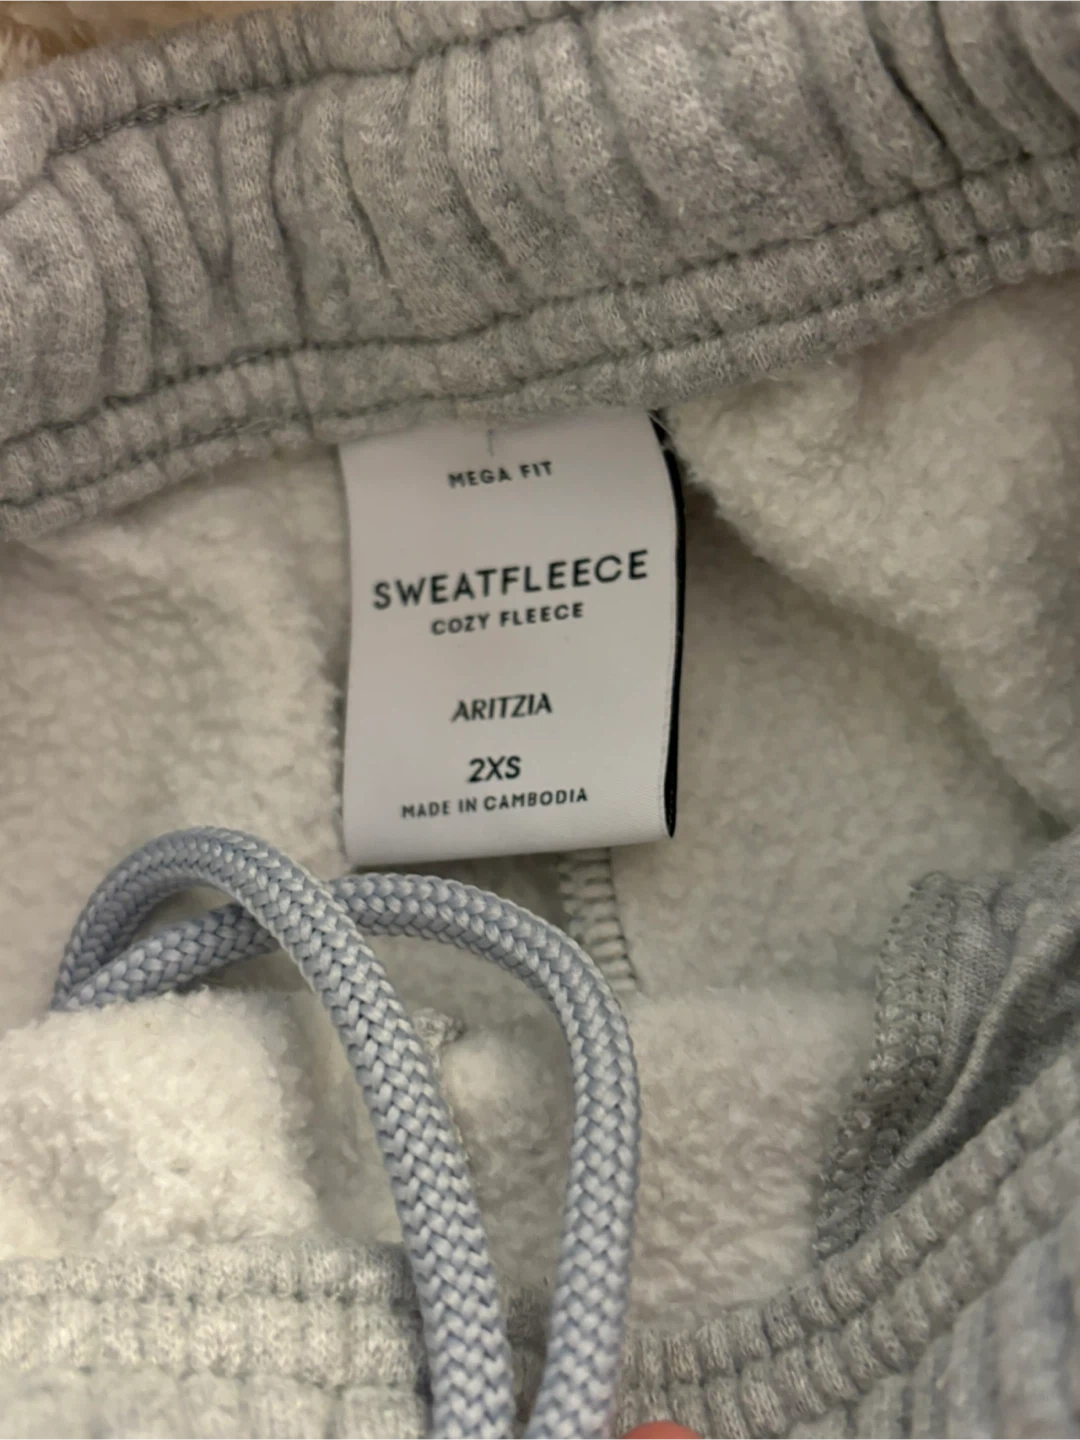 MEGA FIT
SWEATFLEECE
COZY FLEECE
ARITZIA
2XS
MADE IN CAMBODIA